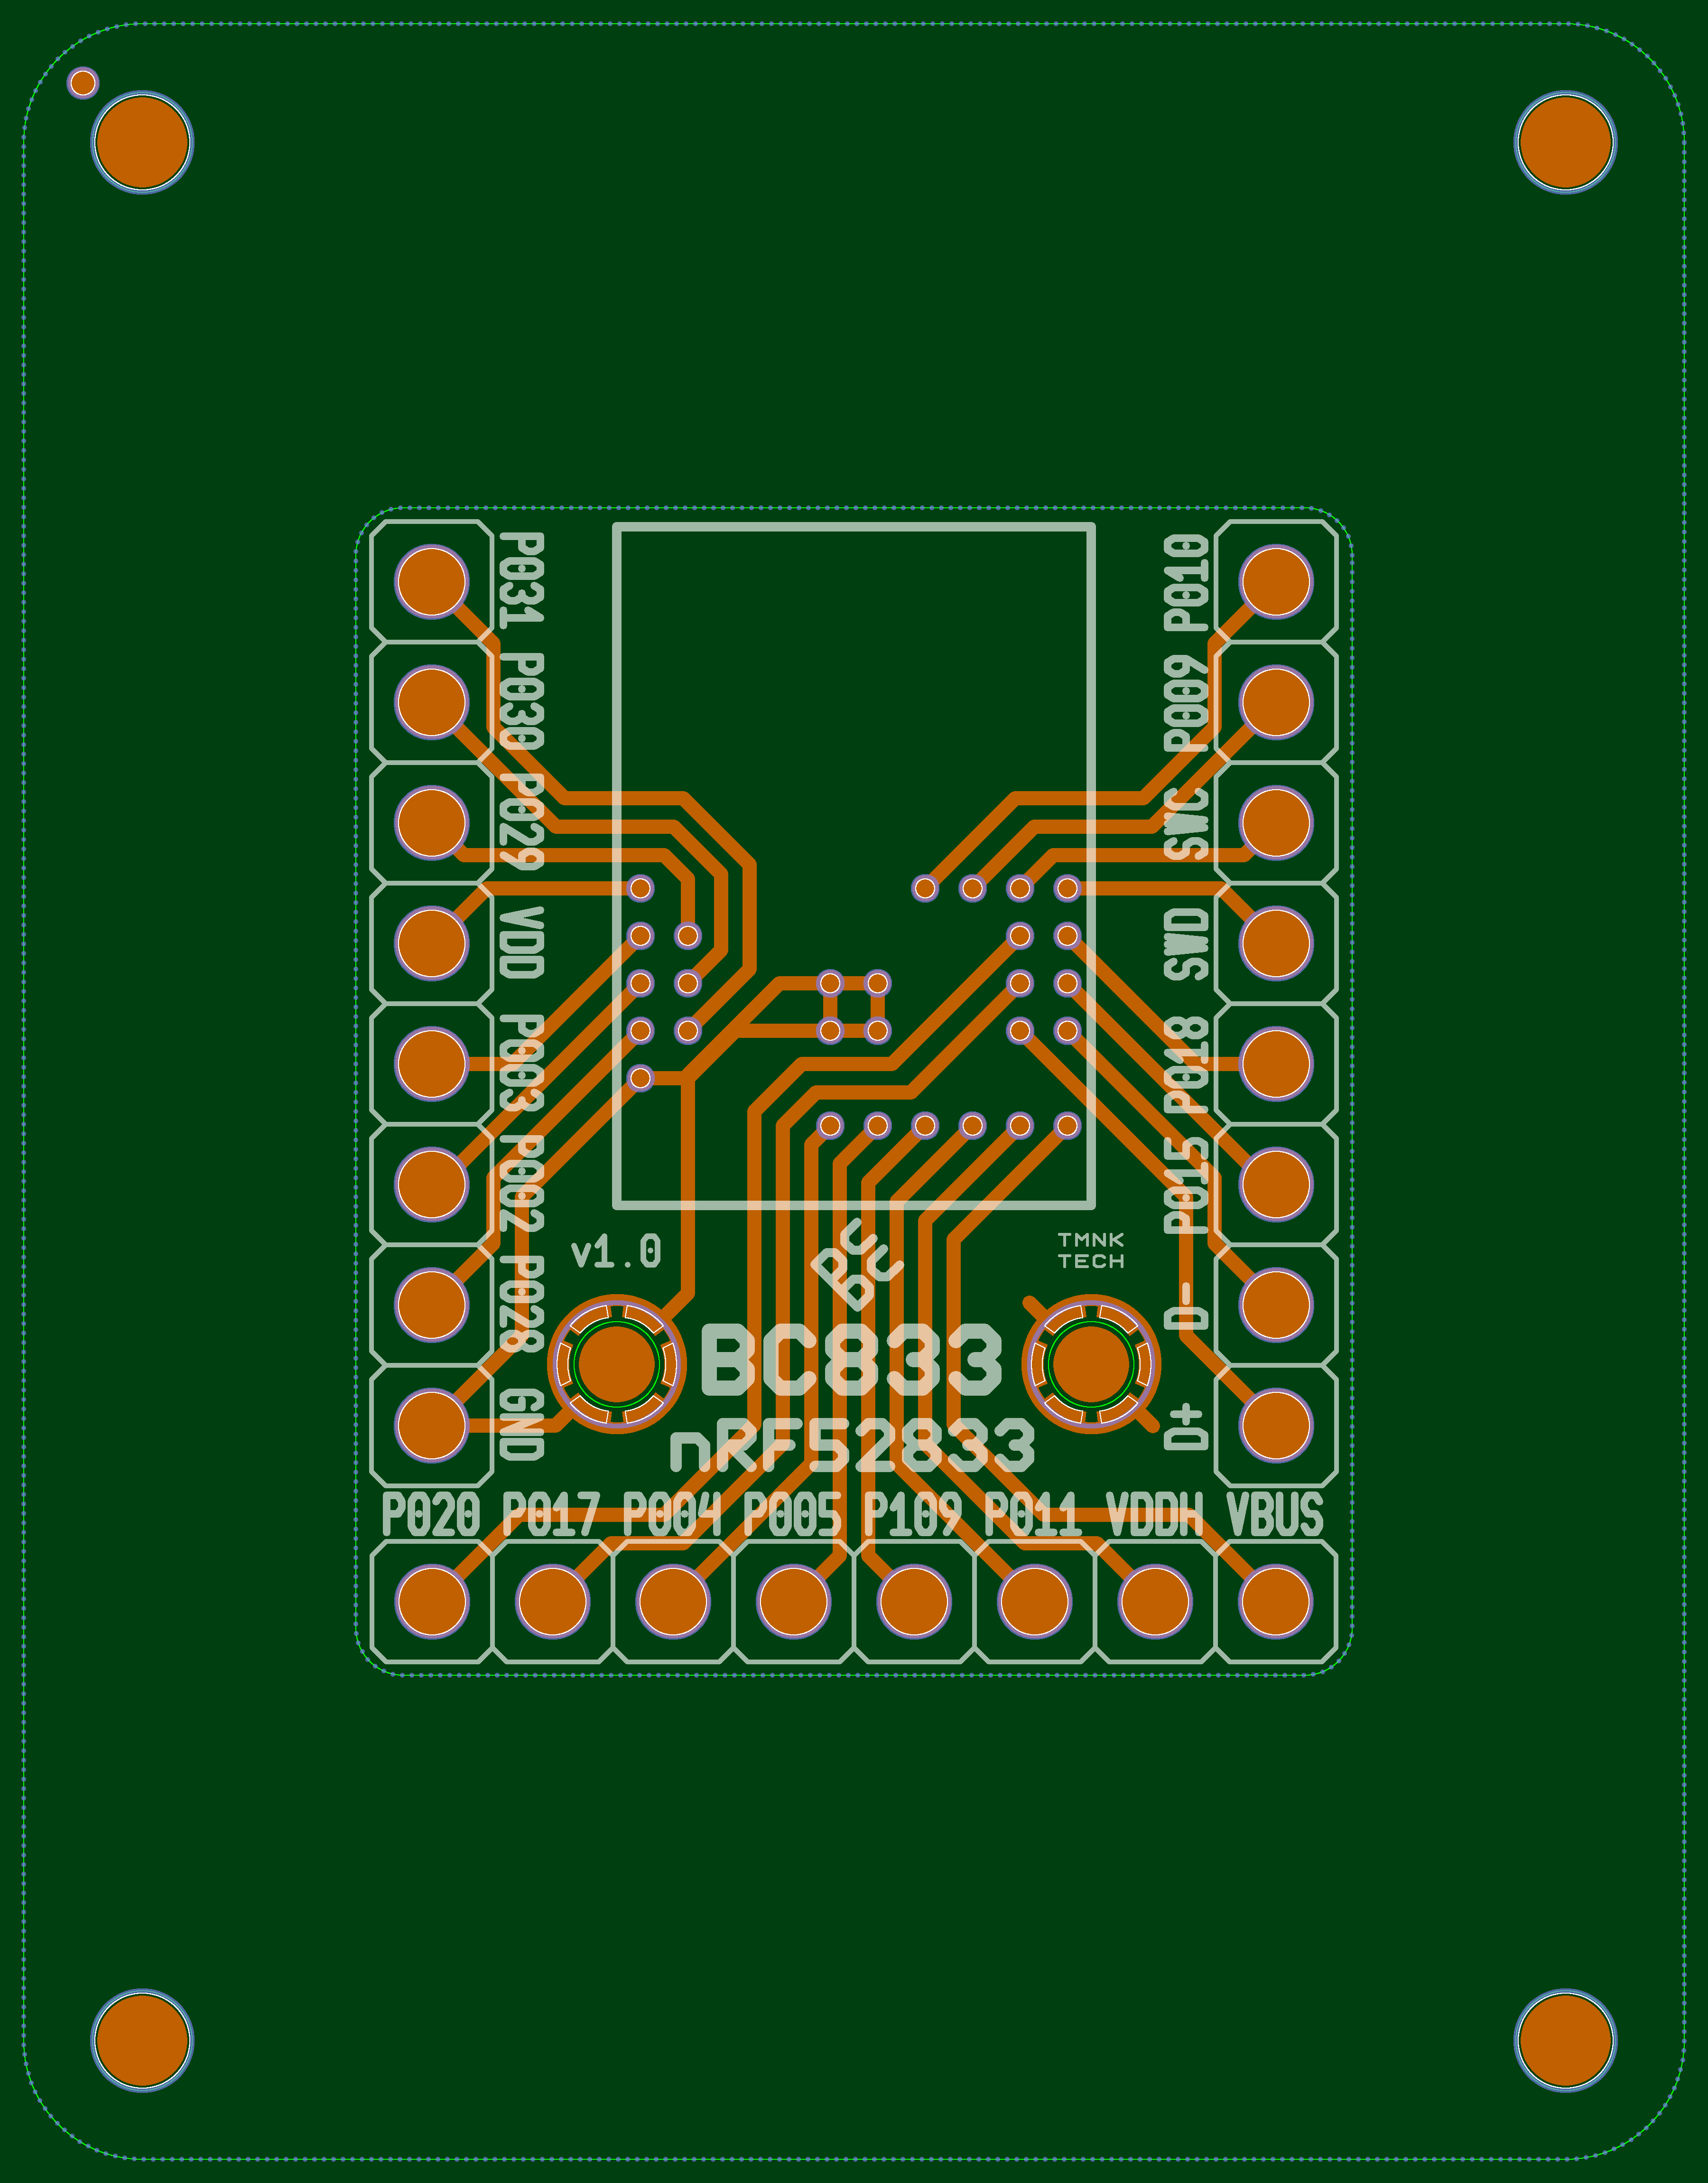 P031
P030
P029
VDD
P003
P002
P028
GND
P010
P009
SWC
SWD
P018
P015
D-
D+
v1.0
TMNK
TECH
BC833
nRF52833
P020 P017 P004 P005 P109 P011 VDDH VBUS